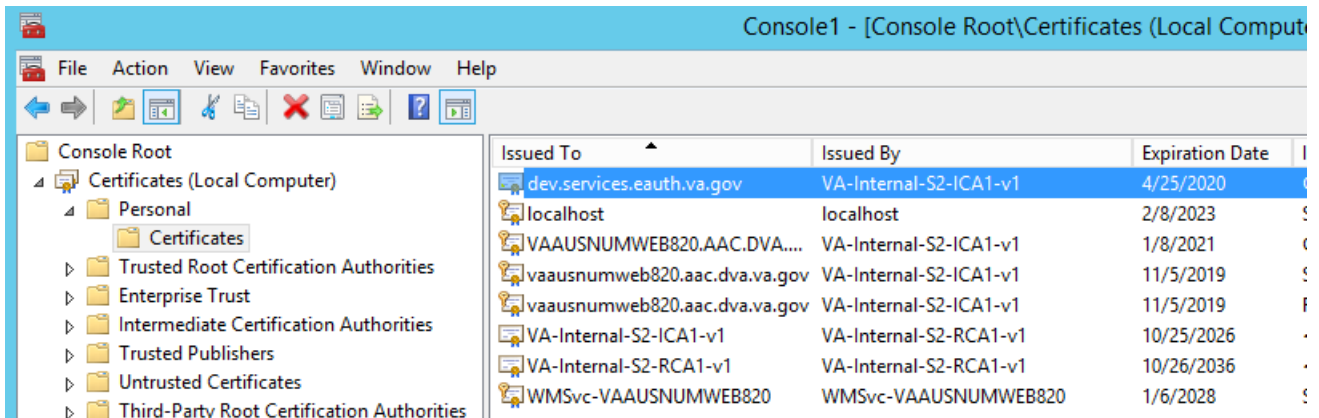 Console1 - [Console Root\Certificates (Local Compute
File Action View Favorites Window Help
Console Root
Certificates (Local Computer)
Personal
Certificates
Trusted Root Certification Authorities
Enterprise Trust
Intermediate Certification Authorities
Trusted Publishers
Untrusted Certificates
Third-Party Root Certification Authorities
Issued To Issued By Expiration Date
dev.services.eauth.va.gov VA-Internal-S2-ICA1-v1 4/25/2020
localhost localhost 2/8/2023
VAAUSNUMWEB820.AAC.DVA.... VA-Internal-S2-ICA1-v1 1/8/2021
vaausnumweb820.aac.dva.va.gov VA-Internal-S2-ICA1-v1 11/5/2019
vaausnumweb820.aac.dva.va.gov VA-Internal-S2-ICA1-v1 11/5/2019
VA-Internal-S2-ICA1-v1 VA-Internal-S2-RCA1-v1 10/25/2026
VA-Internal-S2-RCA1-v1 VA-Internal-S2-RCA1-v1 10/26/2036
WMSvc-VAAUSNUMWEB820 WMSvc-VAAUSNUMWEB820 1/6/2028